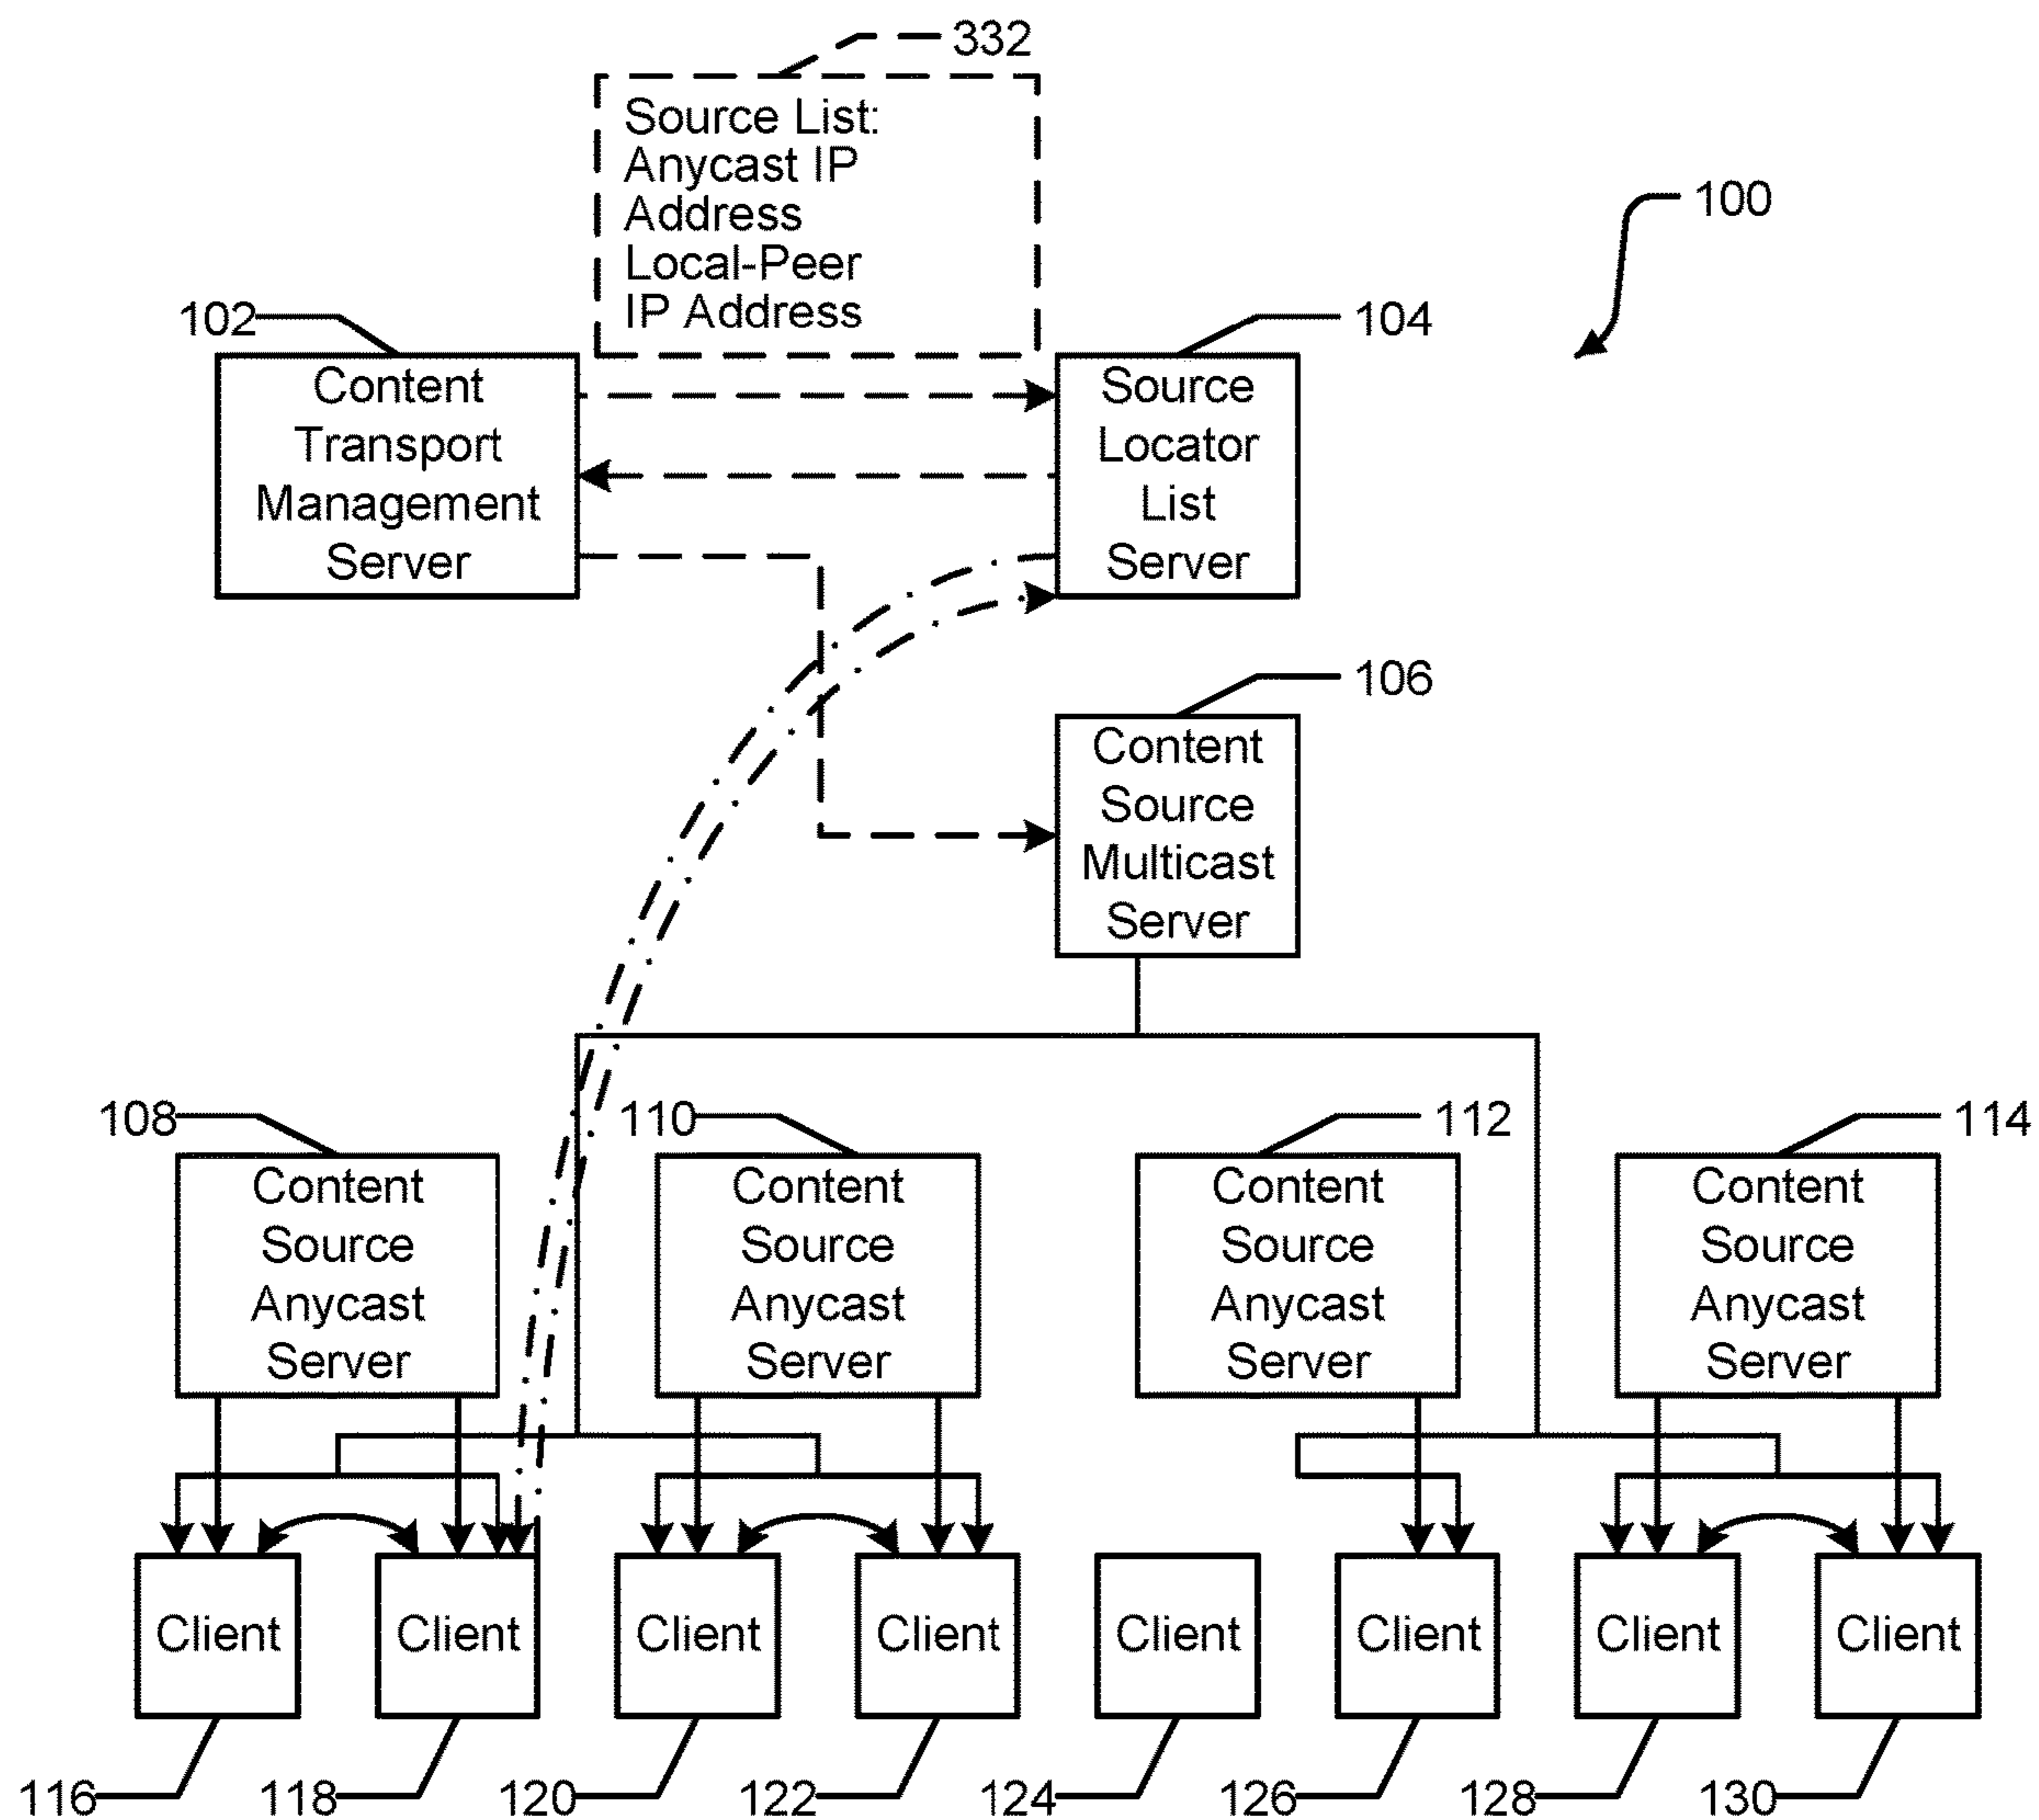 332
Source List:
Anycast IP
Address
Local-Peer
IP Address
100
102
104
Content
Transport
Management
Server
Source
Locator
List
Server
106
Content
Source
Multicast
Server
108
110
112
114
Content
Source
Anycast
Server
Content
Source
Anycast
Server
Content
Source
Anycast
Server
Content
Source
Anycast
Server
Client
Client
Client
Client
Client
Client
Client
Client
116
118
120
122
124
126
128
130